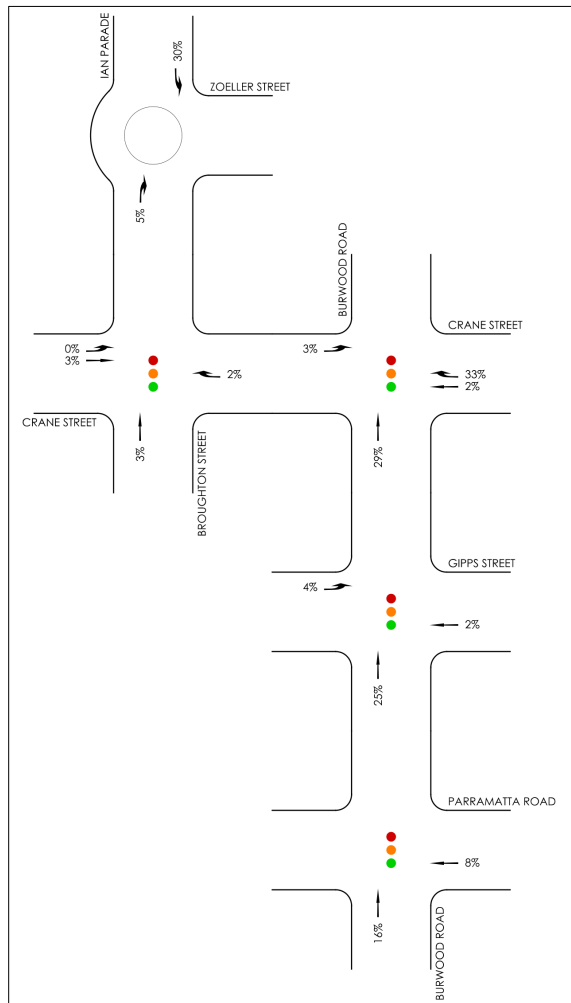 IAN PARADE
30%
ZOELLER STREET
5%
BURWOOD ROAD
CRANE STREET
0%
3%
2%
3%
33%
2%
CRANE STREET
3%
BROUGHTON STREET
29%
GIPPS STREET
4%
2%
25%
PARRAMATTA ROAD
8%
16%
BURWOOD ROAD